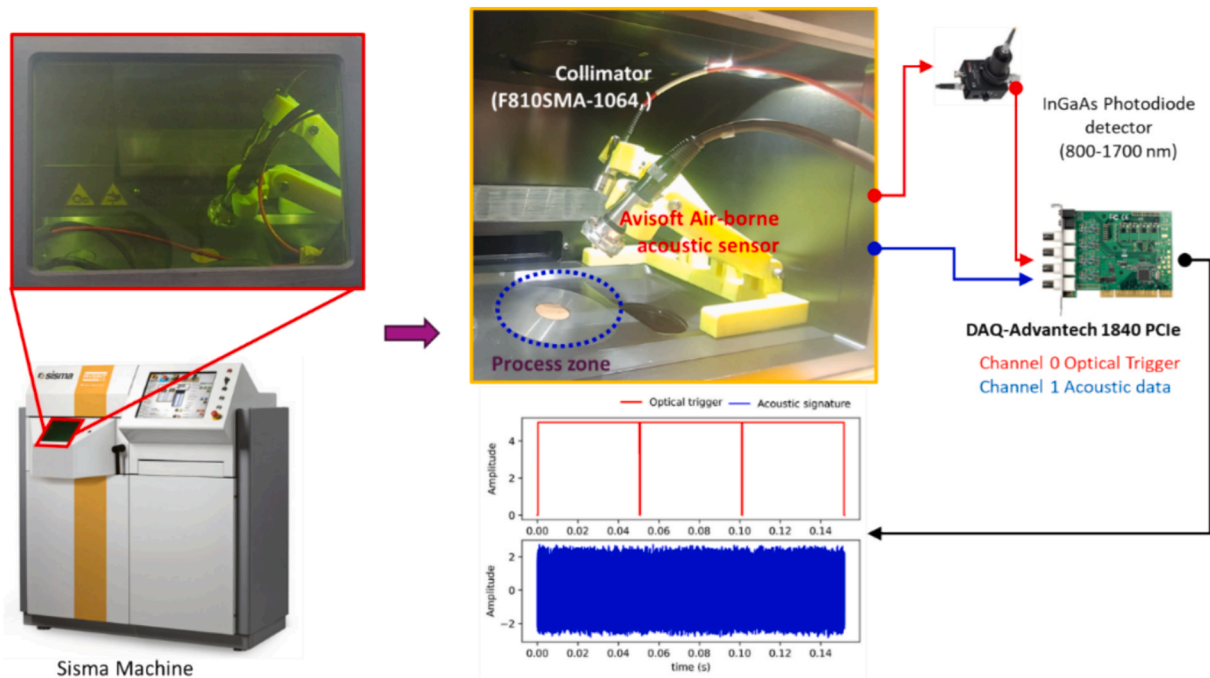 Collimator
(F810SMA-1064,)
Avisoft Air-borne
acoustic sensor
Process zone
InGaAs Photodiode
detector
(800-1700 nm)
DAQ-Advantech 1840 PCIe
Channel 0 Optical Trigger
Channel 1 Acoustic data
sisma
Sisma Machine
Optical trigger
Acoustic signature
Amplitude
4
2
0
0.00 0.02 0.04 0.06 0.08 0.10 0.12 0.14
Amplitude
2
0
−2
0.00 0.02 0.04 0.06 0.08 0.10 0.12 0.14
time (s)